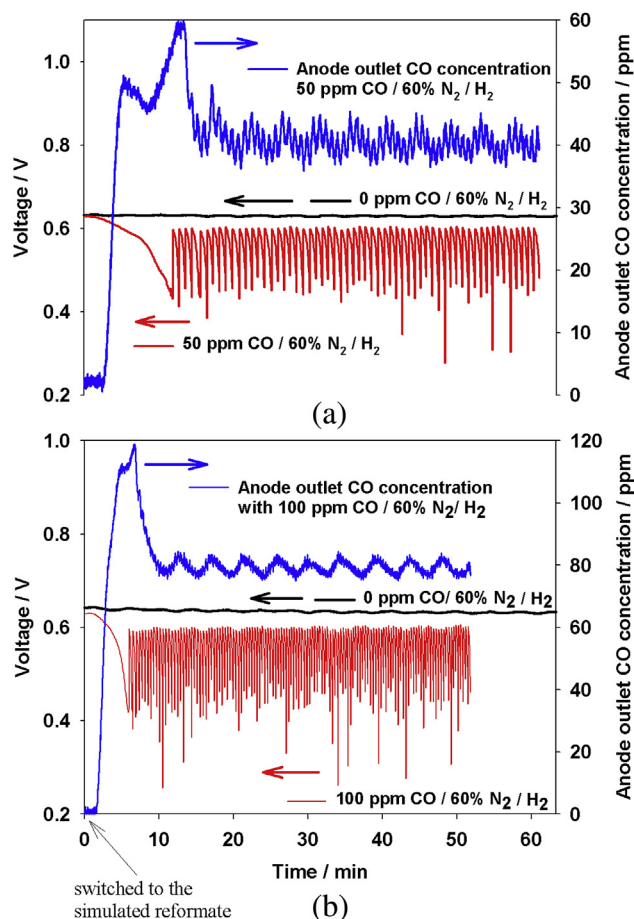 1.0
0.8
0.6
0.4
0.2
Voltage / V
60
50
40
30
20
10
0
Anode outlet CO concentration / ppm
Anode outlet CO concentration
50 ppm CO / 60% N2 / H2
0 ppm CO / 60% N2 / H2
50 ppm CO / 60% N2 / H2
(a)
1.0
0.8
0.6
0.4
0.2
Voltage / V
120
100
80
60
40
20
0
Anode outlet CO concentration / ppm
Anode outlet CO concentration
with 100 ppm CO / 60% N2/ H2
0 ppm CO/ 60% N2 / H2
100 ppm CO / 60% N2 / H2
0 10 20 30 40 50 60
Time / min
switched to the
simulated reformate
(b)